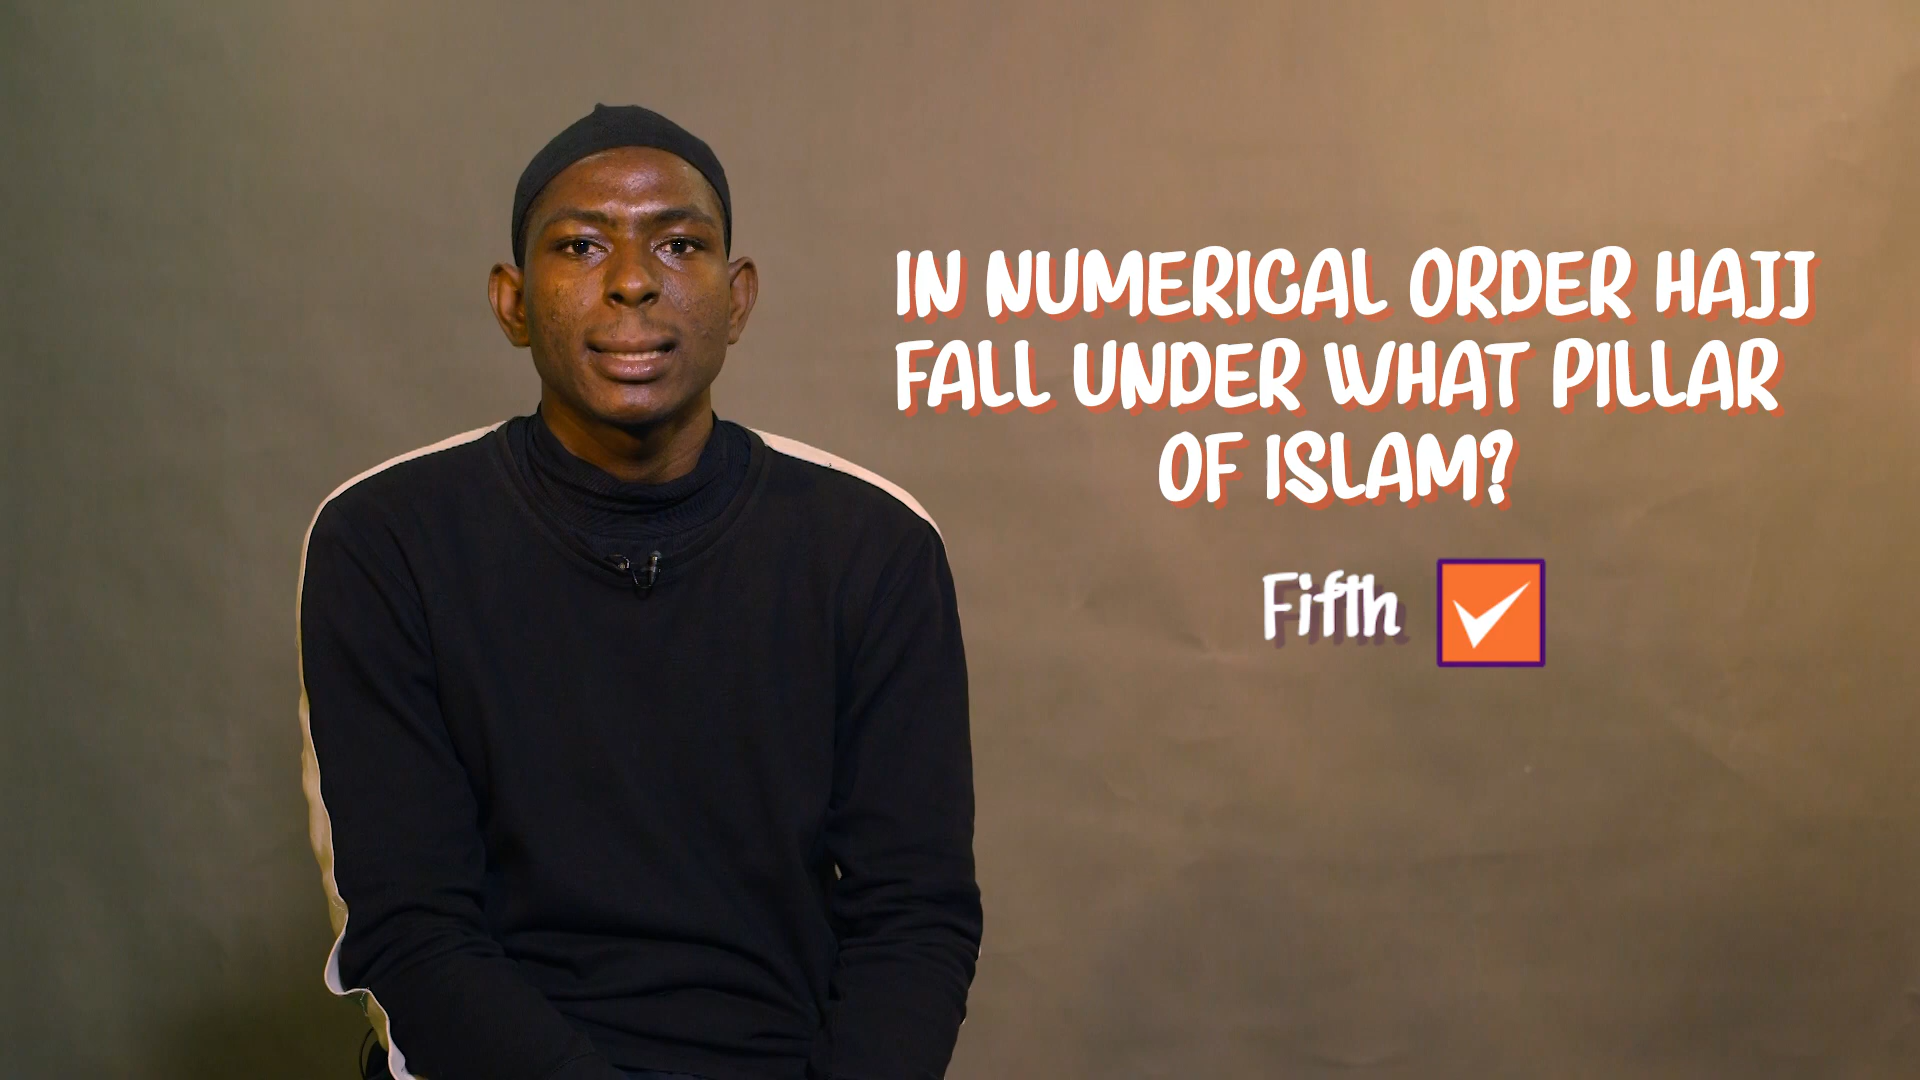 IN NUMERICAL ORDER HAJJ
FALL UNDER WHAT PILLAR
OF ISLAM?
Fifth